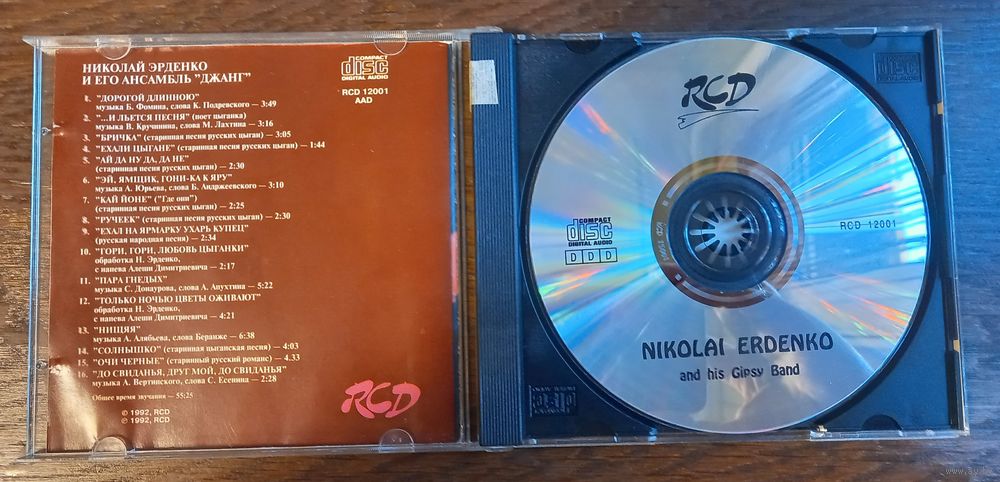 НИКОЛАЙ ЭРДЕНКО
И ЕГО АНСАМБЛЬ "ДЖАНГ"
COMPACT
disc
DIGITAL AUDIO
RCD 12001
AAD
1. "ДОРОГОЙ ДЛИННОЮ"
музыка Б. Фомина, слова К. Подревского — 3:49
2. "...И ЛЬЕТСЯ ПЕСНЯ" (поет цыганка)
музыка В. Кручинина, слова М. Лахтина — 3:16
3. "БРИЧКА" (старинная песня русских цыган) — 3:05
4. "ЕХАЛИ ЦЫГАНЕ" (старинная песня русских цыган) — 1:44
5. "АЙ ДА НУ ДА, ДА НЕ"
(старинная песня русских цыган) — 2:30
6. "ЭЙ, ЯМЩИК, ГОНИ-КА К ЯРУ"
музыка А. Юрьева, слова Б. Андржеевского — 3:10
7. "КАЙ ЙОНЕ" ("Где они")
(старинная песня русских цыган) — 2:25
8. "РУЧЕЕК" (старинная песня русских цыган) — 2:30
9. "ЕХАЛ НА ЯРМАРКУ УХАРЬ КУПЕЦ"
(русская народная песня) — 2:34
10. "ГОРИ, ГОРИ, ЛЮБОВЬ ЦЫГАНКИ"
обработка Н. Эрденко,
с напева Алеши Димитриевича — 2:17
11. "ПАРА ГНЕДЫХ"
музыка С. Донаурова, слова А. Апухтина — 5:22
12. "ТОЛЬКО НОЧЬЮ ЦВЕТЫ ОЖИВАЮТ"
обработка Н. Эрденко,
с напева Алеши Димитриевича — 4:21
13. "НИЩАЯ"
музыка А. Алябьева, слова Беранже — 6:38
14. "СОЛНЫШКО" (старинная цыганская песня) — 4:03
15. "ОЧИ ЧЕРНЫЕ" (старинный русский романс) — 4.33
16. "ДО СВИДАНЬЯ, ДРУГ МОЙ, ДО СВИДАНЬЯ"
музыка А. Вертинского, слова С. Есенина — 2:28
Общее время звучания — 55:25
© 1992, RCD
℗ 1992, RCD
RCD
RCD
COMPACT
disc
DIGITAL AUDIO
DDD
RCD 12001
NIKOLAI ERDENKO
and his Gipsy Band
www.ay.by